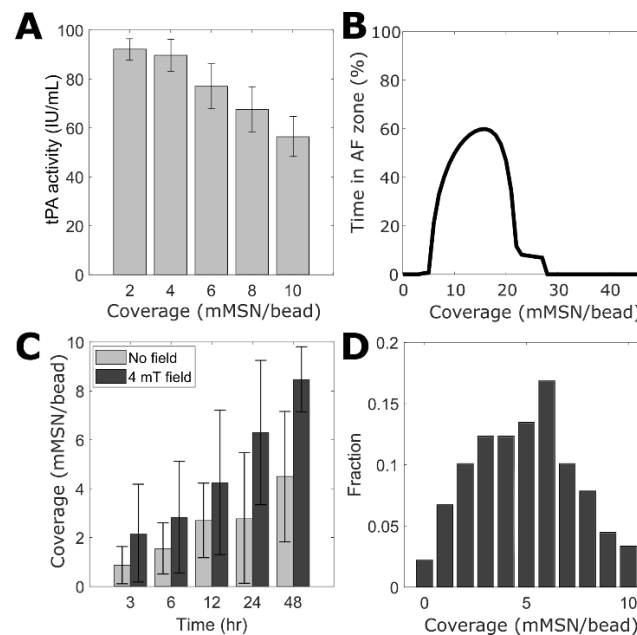 A
tPA activity (IU/mL)
100
80
60
40
20
0
2 4 6 8 10
Coverage (mMSN/bead)
B
Time in AF zone (%)
100
80
60
40
20
0
0 10 20 30 40
Coverage (mMSN/bead)
C
Coverage (mMSN/bead)
10
8
6
4
2
0
No field
4 mT field
3 6 12 24 48
Time (hr)
D
Fraction
0.2
0.15
0.1
0.05
0
0 5 10
Coverage (mMSN/bead)